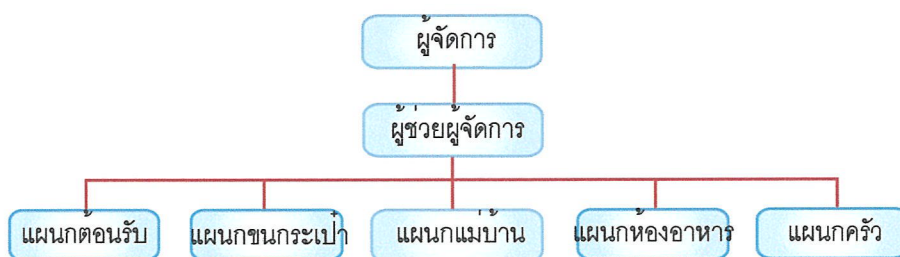 ผู้จัดการ
ผู้ช่วยผู้จัดการ
แผนกต้อนรับ
แผนกขนกระเป๋า
แผนกแม่บ้าน
แผนกห้องอาหาร
แผนกครัว